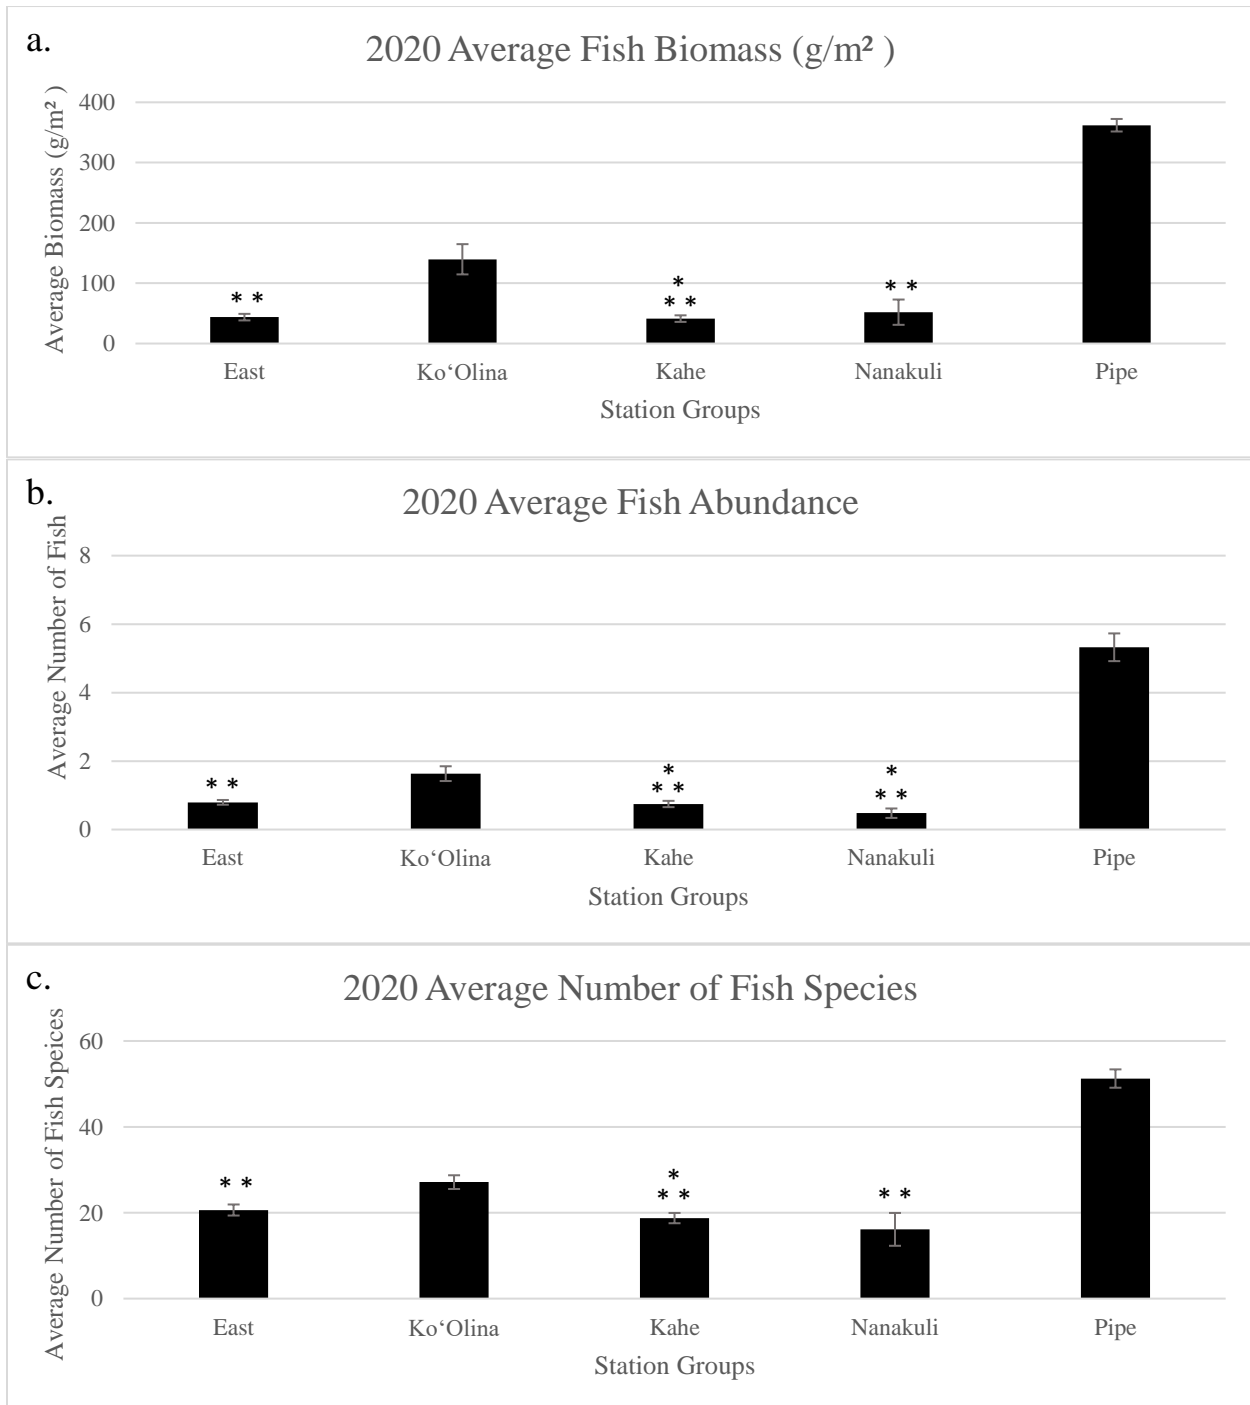 a.
2020 Average Fish Biomass (g/m² )
Average Biomass (g/m² )
400
300
200
100
0
* *
*
* *
* *
East Ko‘Olina Kahe Nanakuli Pipe
Station Groups
b.
2020 Average Fish Abundance
Average Number of Fish
8
6
4
2
0
* *
*
* *
*
* *
East Ko‘Olina Kahe Nanakuli Pipe
Station Groups
c.
2020 Average Number of Fish Species
Average Number of Fish Speices
60
40
20
0
* *
*
* *
* *
East Ko‘Olina Kahe Nanakuli Pipe
Station Groups